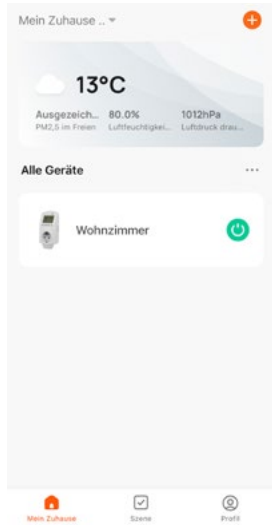 Mein Zuhause ..
13°C
Ausgezeich... 80.0% 1012hPa
PM2,5 im Freien Luftfeuchtigkei... Luftdruck drau...
Alle Geräte ...
Wohnzimmer
Mein Zuhause Szene Profil